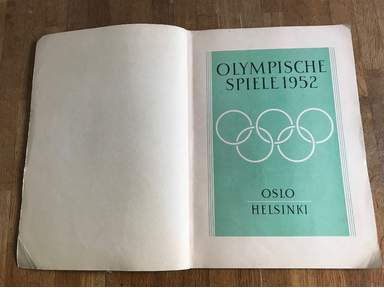 OLYMPISCHE
SPIELE 1952
OSLO
HELSINKI